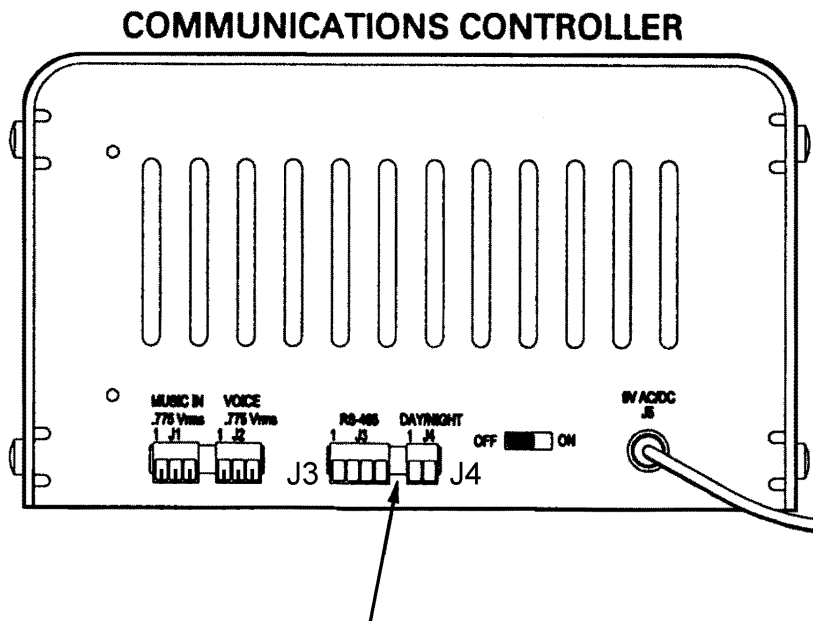 COMMUNICATIONS CONTROLLER
MUSIC IN VOICE
.775 Vrms .775 Vrms
1 J1 1 J2
RS-485 DAY/NIGHT
1 J3 1 J4
OFF ON
9V AC/DC
J5
J3 J4